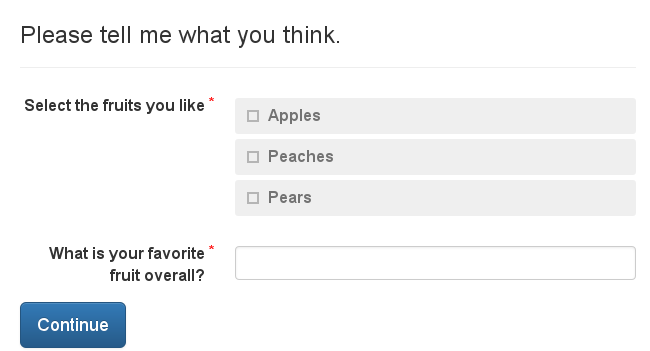 Please tell me what you think.
Select the fruits you like *
Apples
Peaches
Pears
What is your favorite *
fruit overall?
Continue